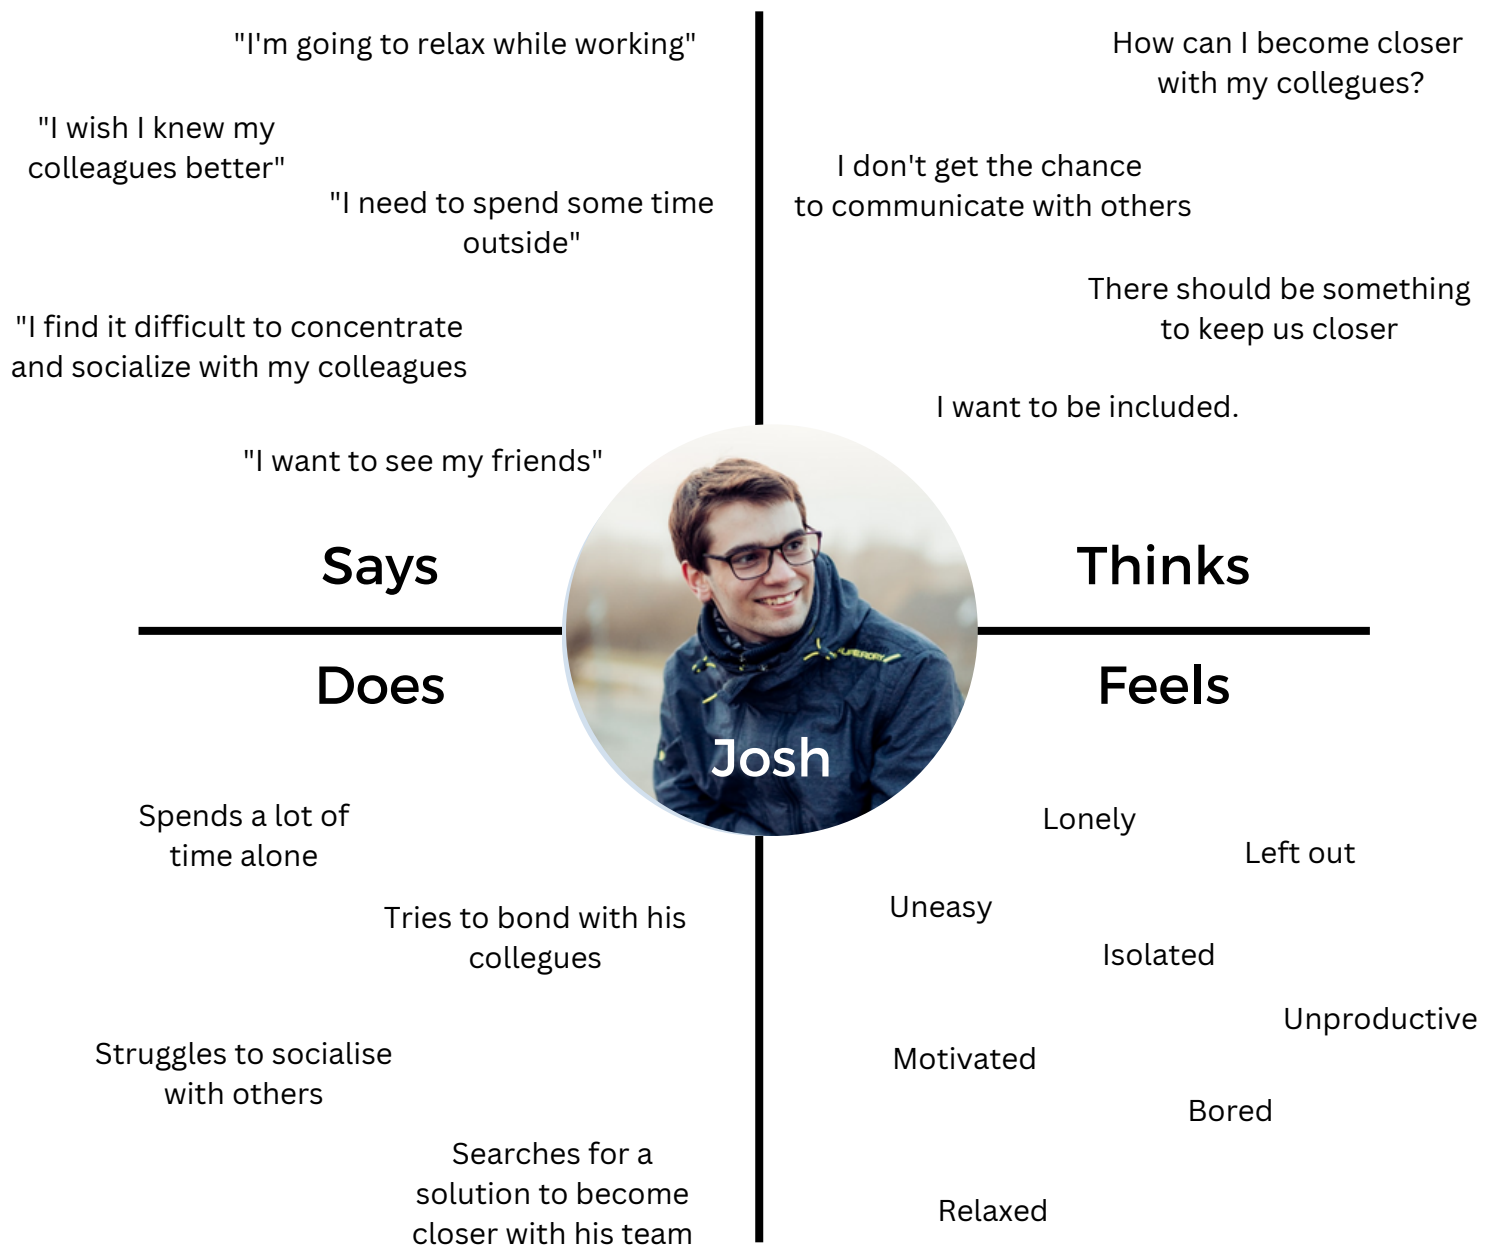 "I'm going to relax while working"
"I wish I knew my
colleagues better"
"I need to spend some time
outside"
"I find it difficult to concentrate
and socialize with my colleagues
"I want to see my friends"
Says
How can I become closer
with my collegues?
I don't get the chance
to communicate with others
There should be something
to keep us closer
I want to be included.
Thinks
SUPERDRY
Josh
Does
Spends a lot of
time alone
Tries to bond with his
collegues
Struggles to socialise
with others
Searches for a
solution to become
closer with his team
Feels
Lonely
Left out
Uneasy
Isolated
Unproductive
Motivated
Bored
Relaxed